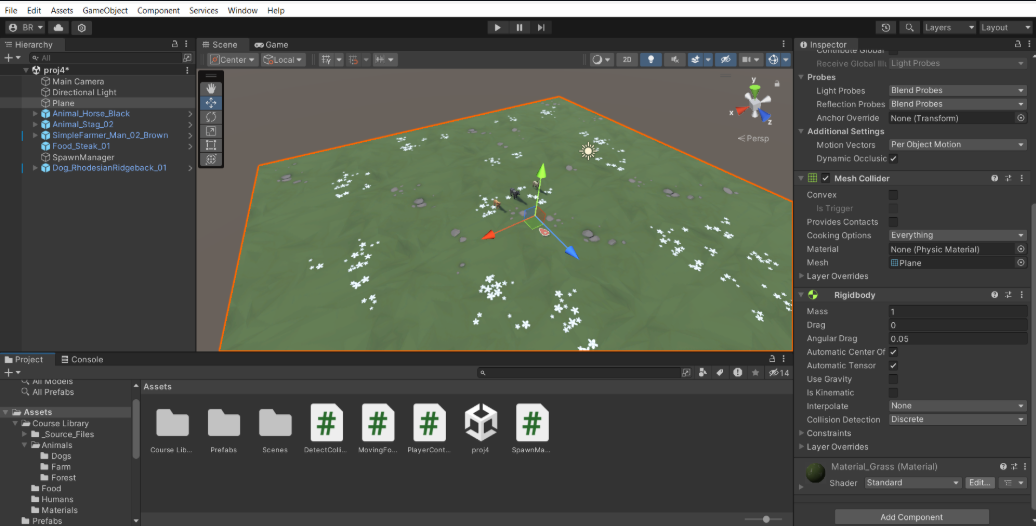 File Edit Assets GameObject Component Services Window Help
BR Layers Layout
Hierarchy
All
proj4*
Main Camera
Directional Light
Plane
Animal_Horse_Black
Animal_Stag_02
SimpleFarmer_Man_02_Brown
Food_Steak_01
SpawnManager
Dog_RhodesianRidgeback_01
Scene Game
Center Local 2D
y
x
z
Persp
Inspector
Contribute Global
Receive Global Illu Light Probes
Probes
Light Probes Blend Probes
Reflection Probes Blend Probes
Anchor Override None (Transform)
Additional Settings
Motion Vectors Per Object Motion
Dynamic Occlusic
Mesh Collider
Convex
Is Trigger
Provides Contacts
Cooking Options Everything
Material None (Physic Material)
Mesh Plane
Layer Overrides
Rigidbody
Mass 1
Drag 0
Angular Drag 0.05
Automatic Center Of
Automatic Tensor
Use Gravity
Is Kinematic
Interpolate None
Collision Detection Discrete
Constraints
Layer Overrides
Material_Grass (Material)
Shader Standard Edit...
Add Component
Project Console
14
All Models
All Prefabs
Assets
Course Library
_Source_Files
Animals
Dogs
Farm
Forest
Food
Humans
Materials
Prefabs
Assets
Course Lib... Prefabs Scenes DetectColli... MovingFo... PlayerCont... proj4 SpawnMa...